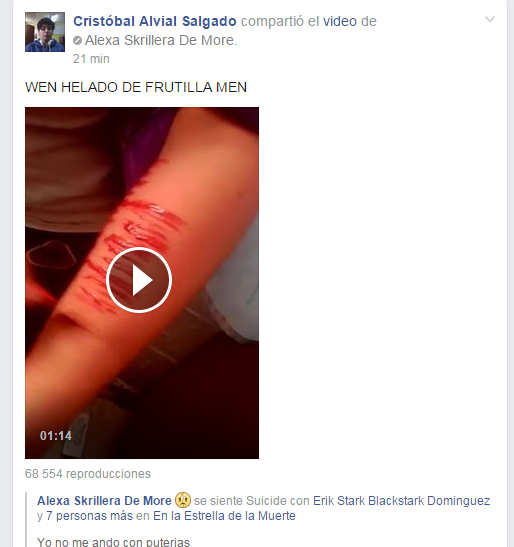 Cristóbal Alvial Salgado compartió el video de
Alexa Skrillera De More.
21 min
WEN HELADO DE FRUTILLA MEN
01:14
68 554 reproducciones
Alexa Skrillera De More se siente Suicide con Erik Stark Blackstark Dominguez
y 7 personas más en En la Estrella de la Muerte
Yo no me ando con puterias